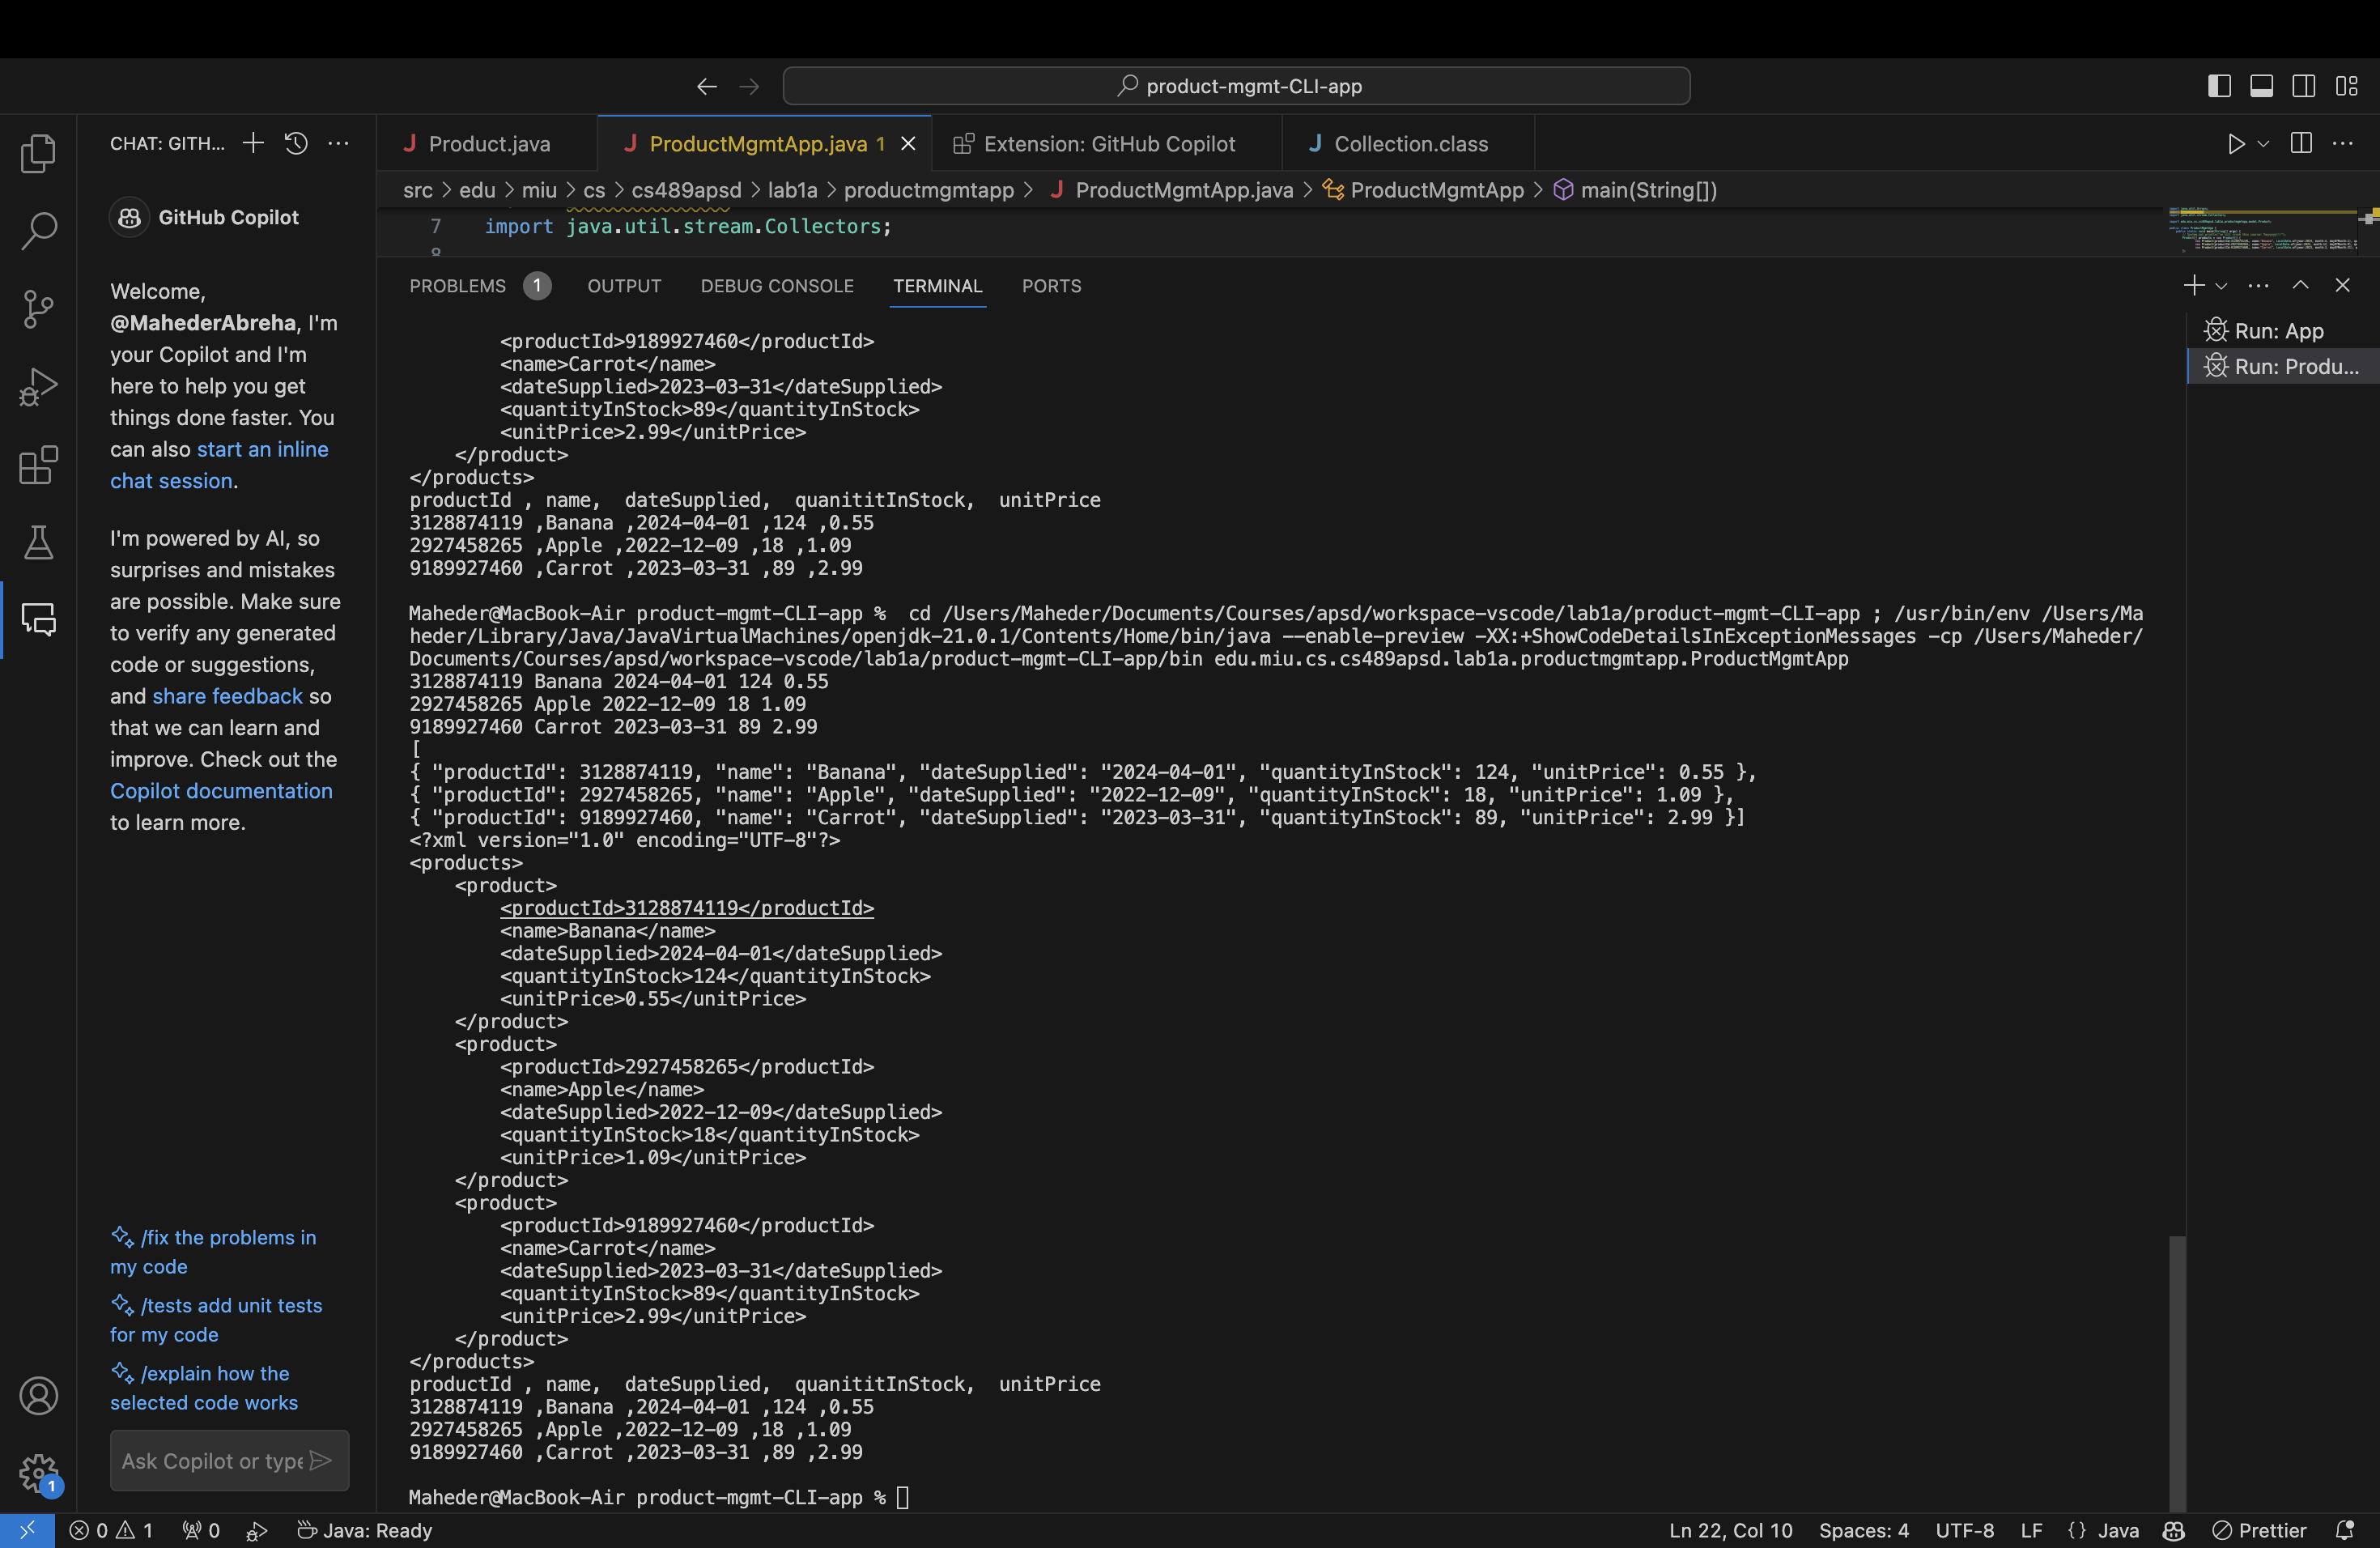 product-mgmt-CLI-app
CHAT: GITH...
Product.java
ProductMgmtApp.java 1
Extension: GitHub Copilot
Collection.class
src > edu > miu > cs > cs489apsd > lab1a > productmgmtapp > ProductMgmtApp.java > ProductMgmtApp > main(String[])
7 import java.util.stream.Collectors;
8
GitHub Copilot
Welcome,
@MahederAbreha, I'm
your Copilot and I'm
here to help you get
things done faster. You
can also start an inline
chat session.
I'm powered by AI, so
surprises and mistakes
are possible. Make sure
to verify any generated
code or suggestions,
and share feedback so
that we can learn and
improve. Check out the
Copilot documentation
to learn more.
/fix the problems in
my code
/tests add unit tests
for my code
/explain how the
selected code works
Ask Copilot or type
1
PROBLEMS 1 OUTPUT DEBUG CONSOLE TERMINAL PORTS
Run: App
Run: Produ...
<productId>9189927460</productId>
<name>Carrot</name>
<dateSupplied>2023-03-31</dateSupplied>
<quantityInStock>89</quantityInStock>
<unitPrice>2.99</unitPrice>
</product>
</products>
productId , name,  dateSupplied,  quanititInStock,  unitPrice
3128874119 ,Banana ,2024-04-01 ,124 ,0.55
2927458265 ,Apple ,2022-12-09 ,18 ,1.09
9189927460 ,Carrot ,2023-03-31 ,89 ,2.99
Maheder@MacBook-Air product-mgmt-CLI-app %  cd /Users/Maheder/Documents/Courses/apsd/workspace-vscode/lab1a/product-mgmt-CLI-app ; /usr/bin/env /Users/Ma
heder/Library/Java/JavaVirtualMachines/openjdk-21.0.1/Contents/Home/bin/java --enable-preview -XX:+ShowCodeDetailsInExceptionMessages -cp /Users/Maheder/
Documents/Courses/apsd/workspace-vscode/lab1a/product-mgmt-CLI-app/bin edu.miu.cs.cs489apsd.lab1a.productmgmtapp.ProductMgmtApp
3128874119 Banana 2024-04-01 124 0.55
2927458265 Apple 2022-12-09 18 1.09
9189927460 Carrot 2023-03-31 89 2.99
[
{ "productId": 3128874119, "name": "Banana", "dateSupplied": "2024-04-01", "quantityInStock": 124, "unitPrice": 0.55 },
{ "productId": 2927458265, "name": "Apple", "dateSupplied": "2022-12-09", "quantityInStock": 18, "unitPrice": 1.09 },
{ "productId": 9189927460, "name": "Carrot", "dateSupplied": "2023-03-31", "quantityInStock": 89, "unitPrice": 2.99 }]
<?xml version="1.0" encoding="UTF-8"?>
<products>
<product>
<productId>3128874119</productId>
<name>Banana</name>
<dateSupplied>2024-04-01</dateSupplied>
<quantityInStock>124</quantityInStock>
<unitPrice>0.55</unitPrice>
</product>
<product>
<productId>2927458265</productId>
<name>Apple</name>
<dateSupplied>2022-12-09</dateSupplied>
<quantityInStock>18</quantityInStock>
<unitPrice>1.09</unitPrice>
</product>
<product>
<productId>9189927460</productId>
<name>Carrot</name>
<dateSupplied>2023-03-31</dateSupplied>
<quantityInStock>89</quantityInStock>
<unitPrice>2.99</unitPrice>
</product>
</products>
productId , name,  dateSupplied,  quanititInStock,  unitPrice
3128874119 ,Banana ,2024-04-01 ,124 ,0.55
2927458265 ,Apple ,2022-12-09 ,18 ,1.09
9189927460 ,Carrot ,2023-03-31 ,89 ,2.99
Maheder@MacBook-Air product-mgmt-CLI-app %
0 1 0 Java: Ready Ln 22, Col 10 Spaces: 4 UTF-8 LF {} Java Prettier